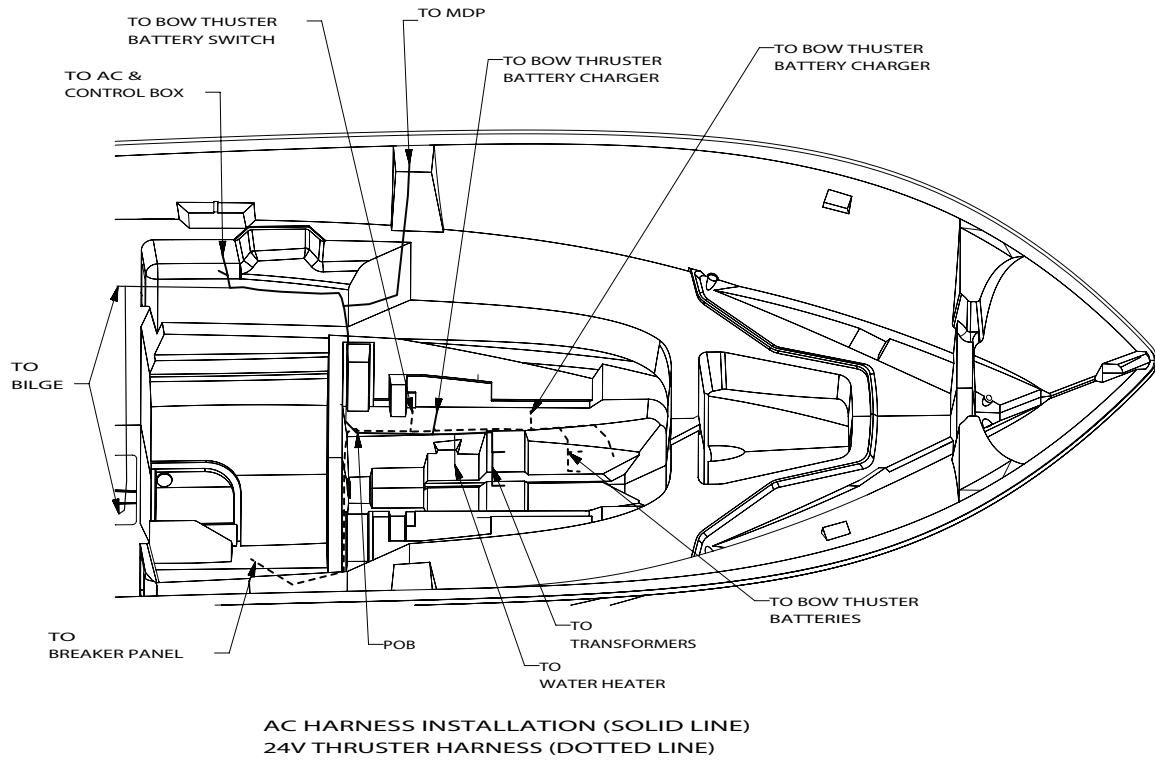 TO BOW THUSTER
BATTERY SWITCH
TO MDP
TO BOW THRUSTER
BATTERY CHARGER
TO BOW THUSTER
BATTERY CHARGER
TO AC &
CONTROL BOX
TO
BILGE
TO BOW THUSTER
BATTERIES
TO
TRANSFORMERS
POB
TO
BREAKER PANEL
TO
WATER HEATER
AC HARNESS INSTALLATION (SOLID LINE)
24V THRUSTER HARNESS (DOTTED LINE)